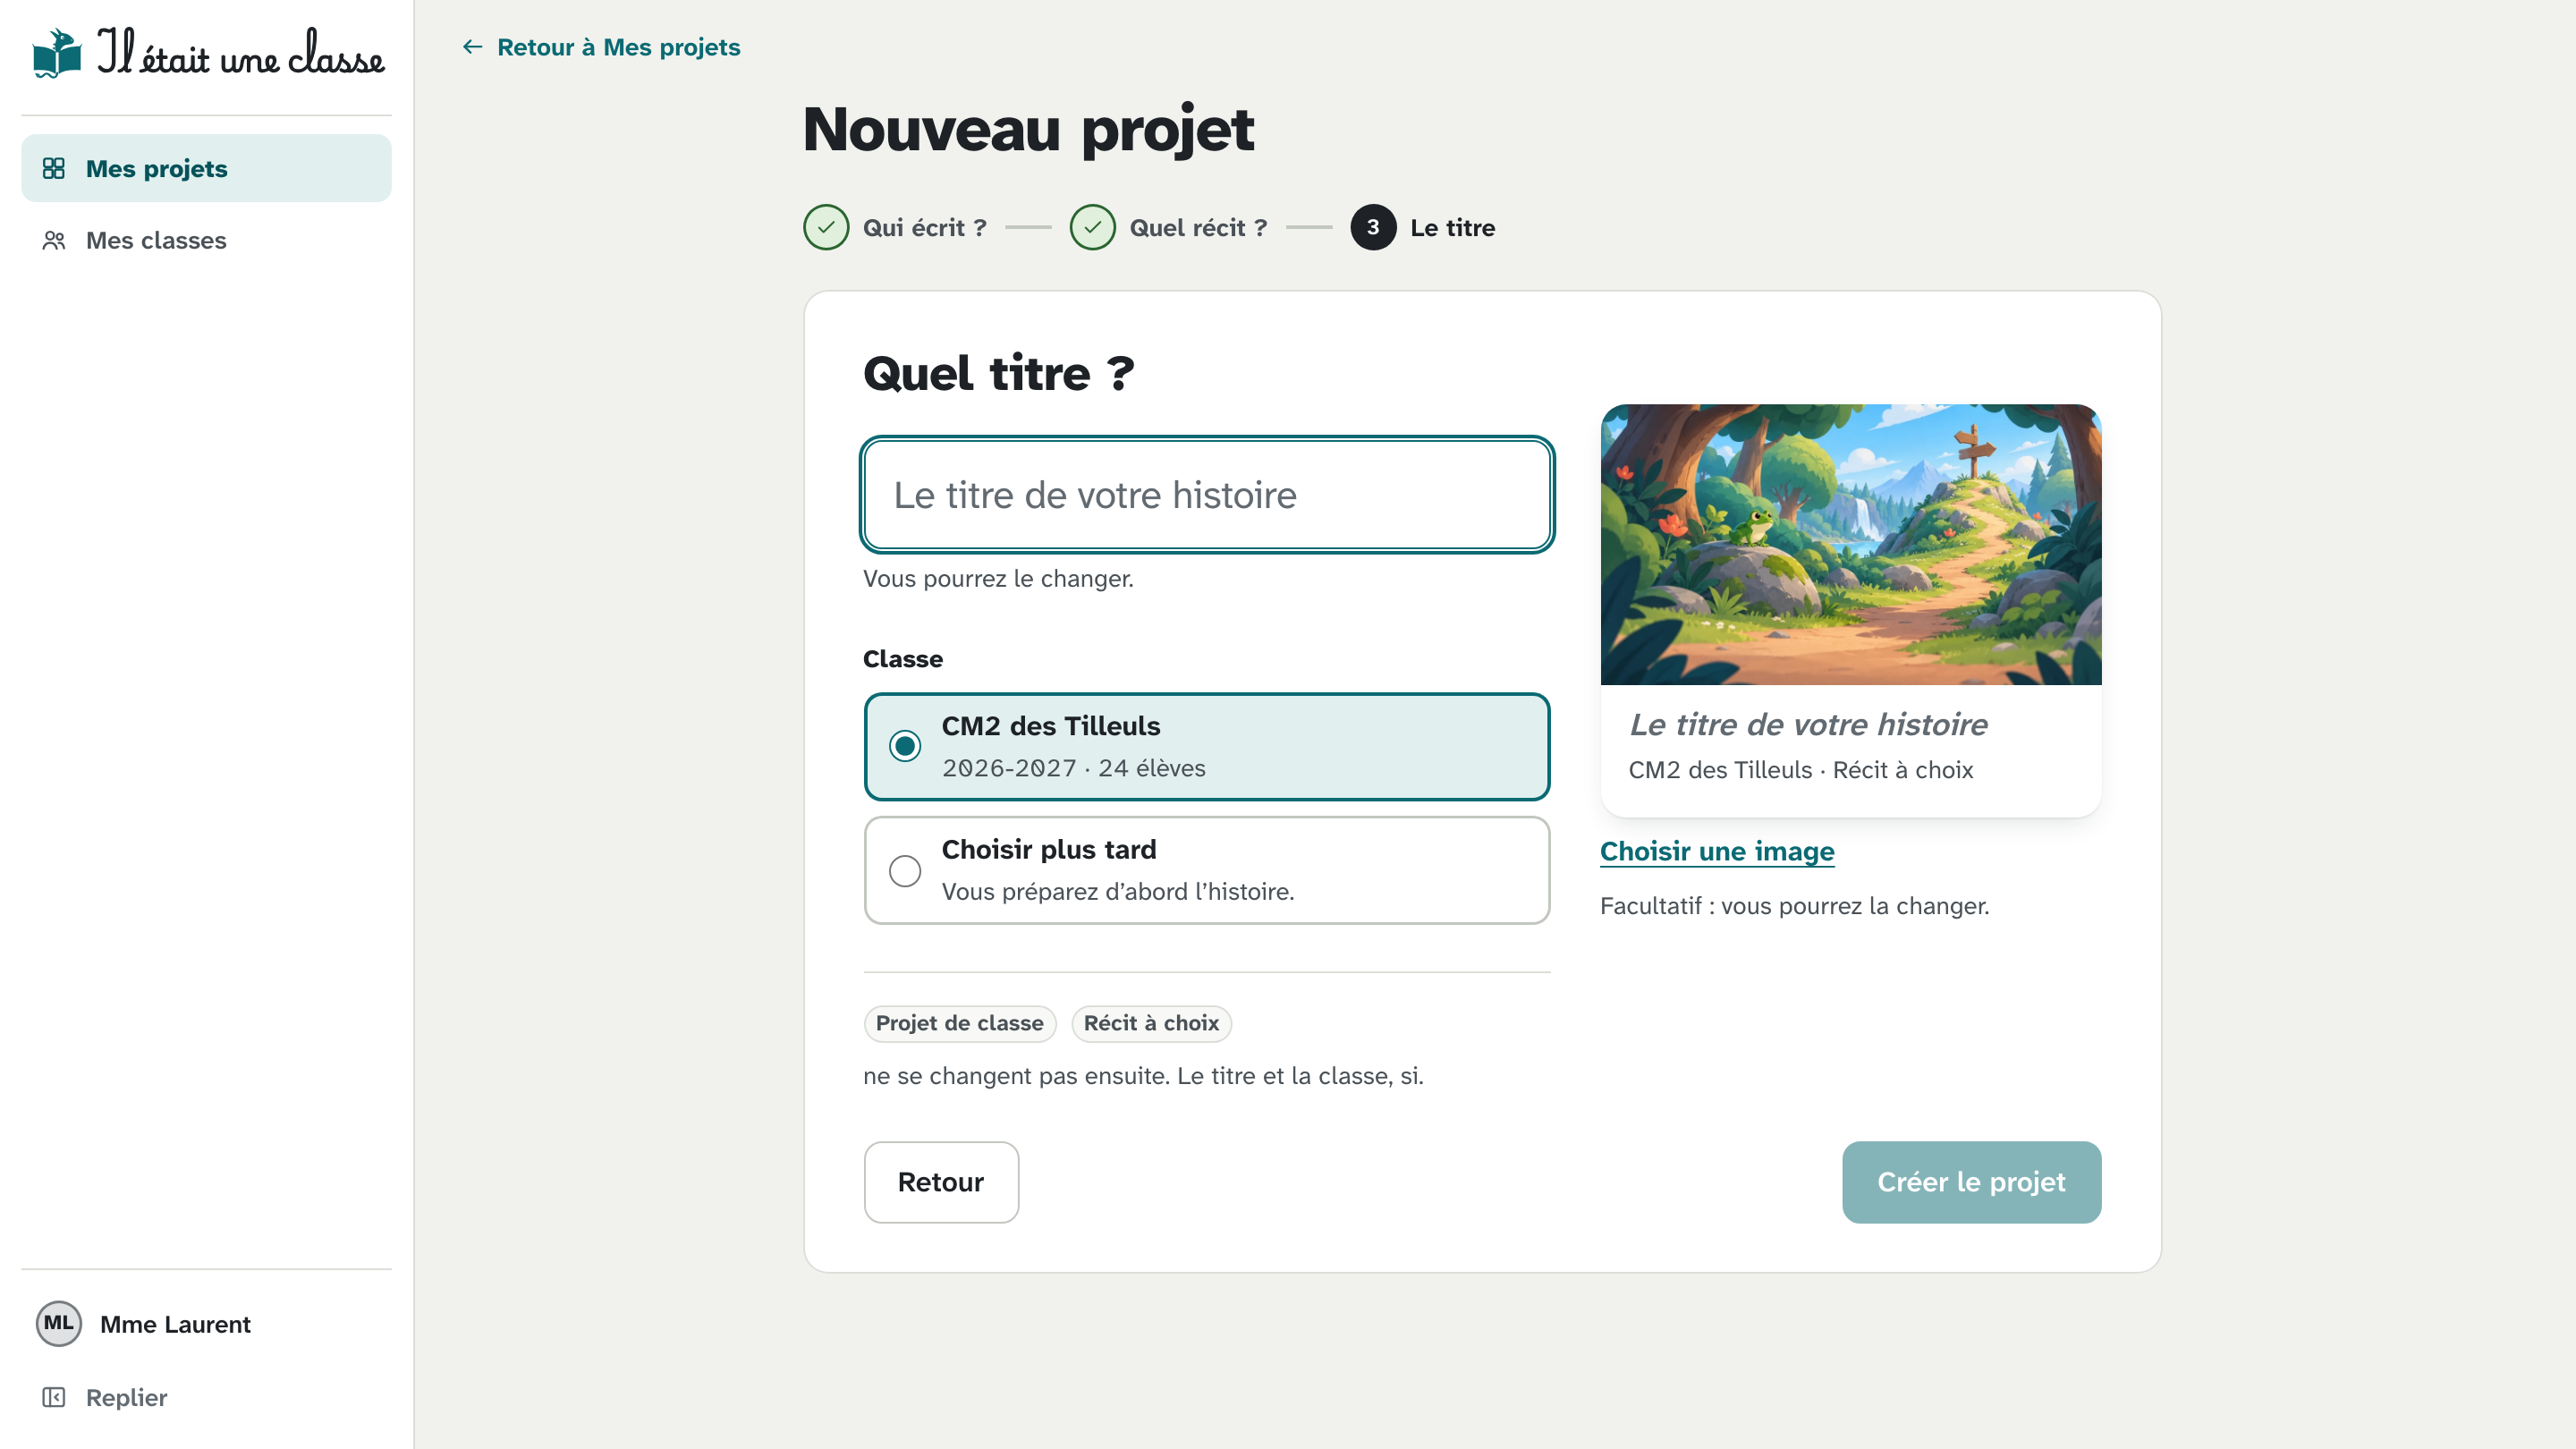 Il était une classe
Mes projets
Mes classes
ML
Mme Laurent
Replier
← Retour à Mes projets
Nouveau projet
Qui écrit ?
Quel récit ?
3 Le titre
Quel titre ?
Le titre de votre histoire
Vous pourrez le changer.
Classe
CM2 des Tilleuls
2026-2027 · 24 élèves
Choisir plus tard
Vous préparez d’abord l’histoire.
Projet de classe
Récit à choix
ne se changent pas ensuite. Le titre et la classe, si.
Le titre de votre histoire
CM2 des Tilleuls · Récit à choix
Choisir une image
Facultatif : vous pourrez la changer.
Retour
Créer le projet